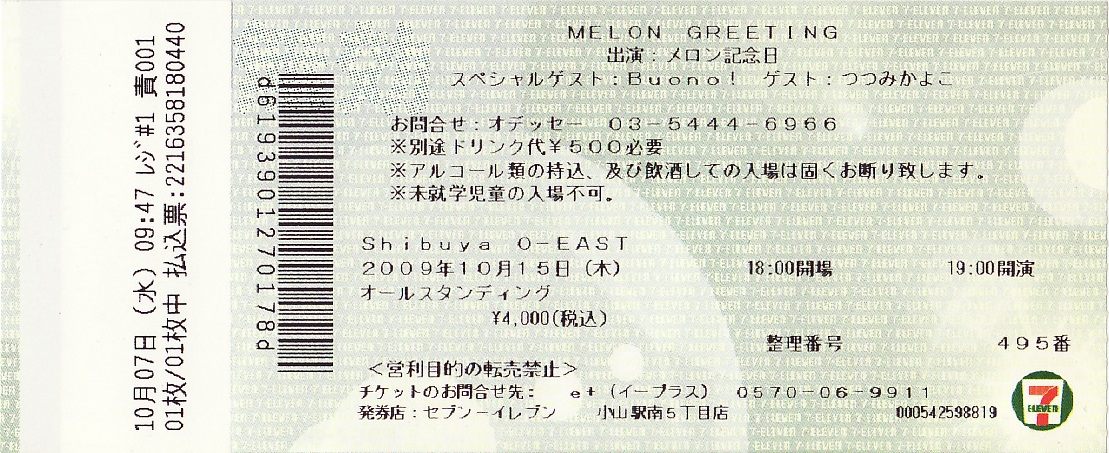 10月07日（水）09:47 レジ#1 責001
01枚/01枚中 払込票:2216358180440
d6193901270178d
MELON GREETING
出演：メロン記念日
スペシャルゲスト：Buono！ ゲスト：つつみかよこ
お問合せ：オデッセー 03-5444-6966
※別途ドリンク代￥500必要
※アルコール類の持込、及び飲酒しての入場は固くお断り致します。
※未就学児童の入場不可。
Shibuya O-EAST
2009年10月15日（木） 18:00開場 19:00開演
オールスタンディング
¥4,000(税込)
整理番号 495番
＜営利目的の転売禁止＞
チケットのお問合せ先： e+（イープラス） 0570-06-9911
発券店：セブン－イレブン 小山駅南５丁目店 000542598819
7
ELEVEN